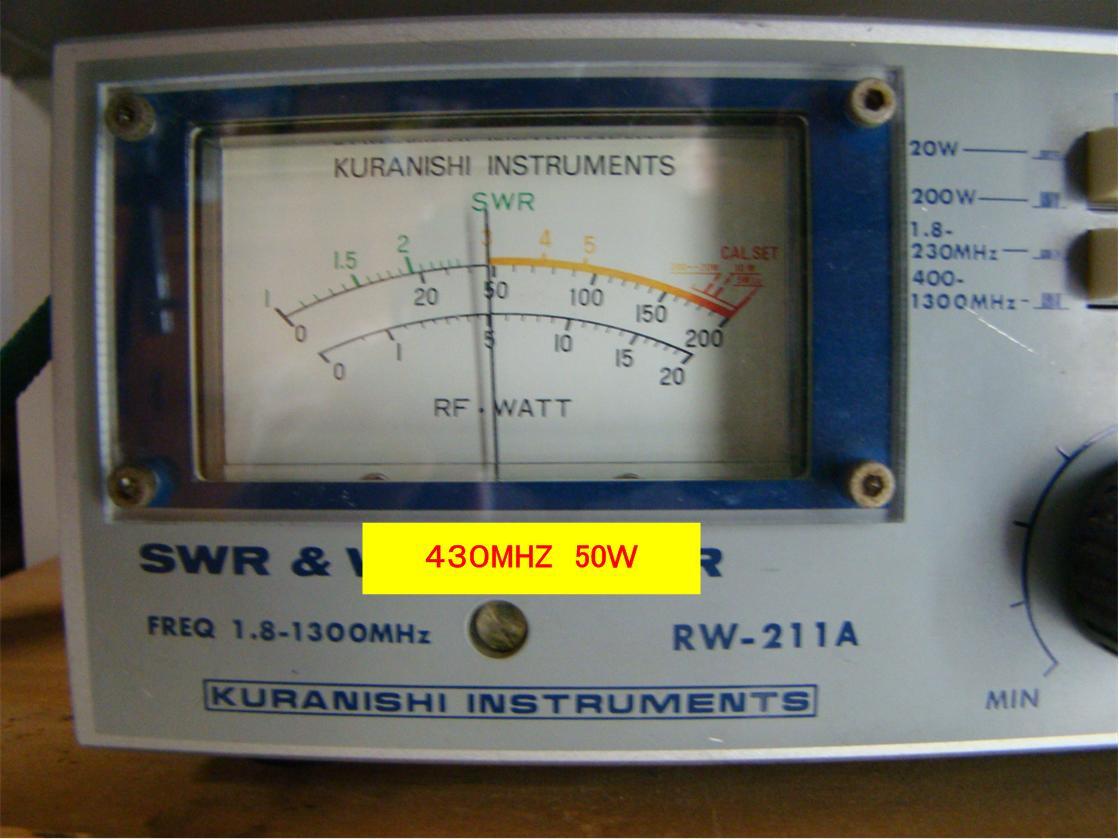 KURANISHI INSTRUMENTS
SWR
1 1.5 2 3 4 5
CAL.SET
0 20 50 100 150 200
0 1 5 10 15 20
RF·WATT
20W
200W
1.8-
230MHz
400-
1300MHz
430MHZ 50W
SWR &
R
FREQ 1.8-1300MHz
RW-211A
KURANISHI INSTRUMENTS
MIN